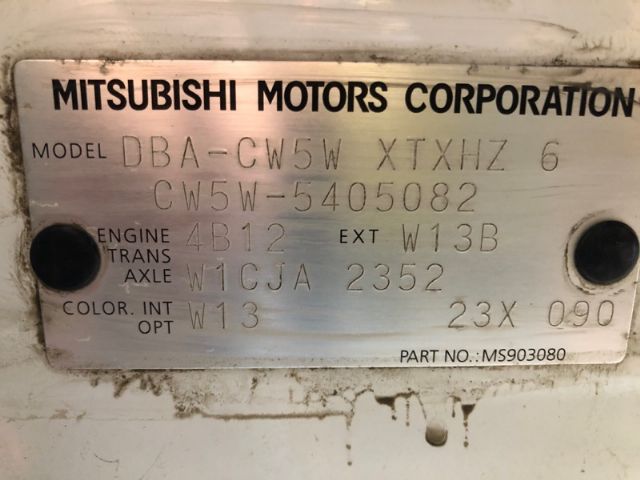 MITSUBISHI MOTORS CORPORATION
MODEL DBA-CW5W XTXHZ 6
CW5W-5405082
ENGINE 4B12 EXT W13B
TRANS
AXLE W1CJA 2352
COLOR. INT W13 23X 090
OPT
PART NO.: MS903080